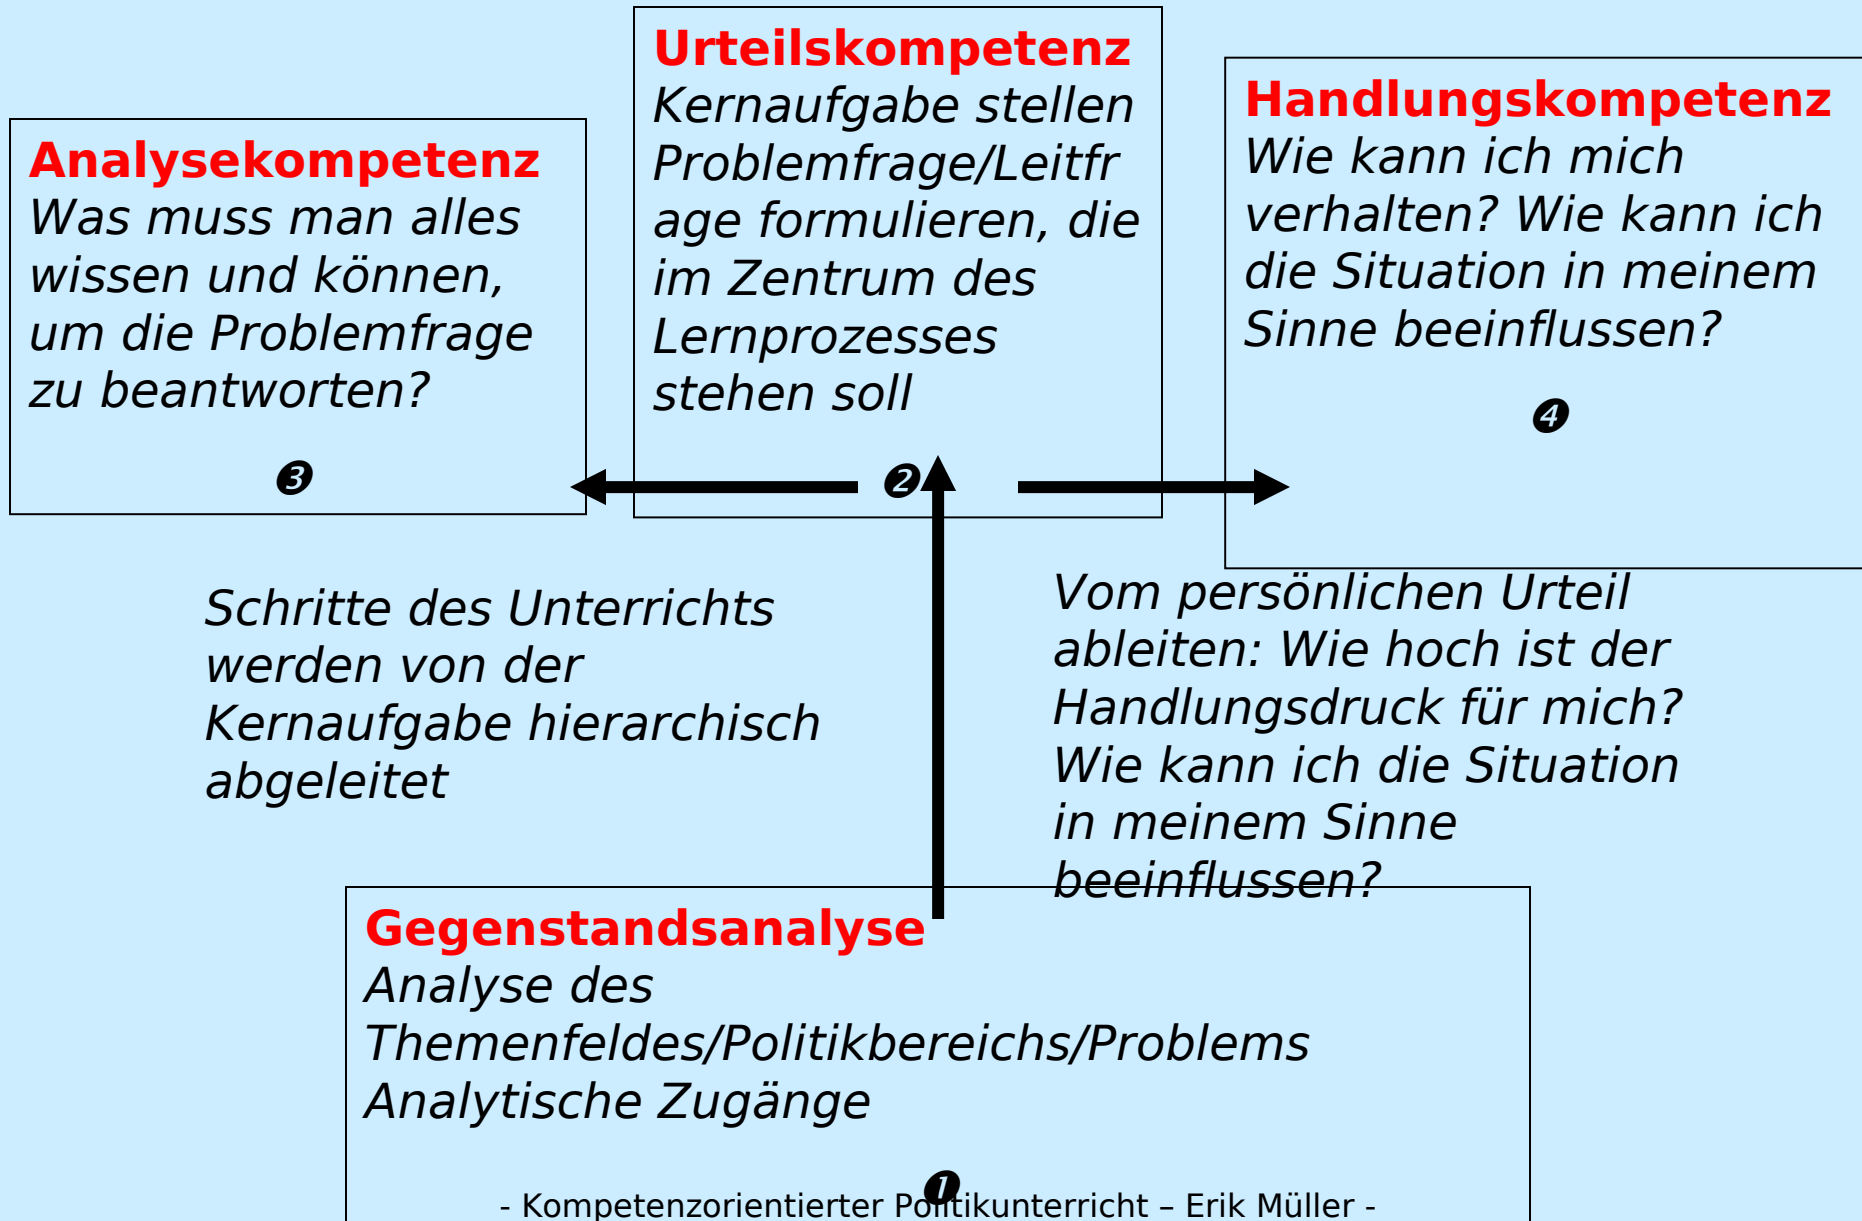 Analysekompetenz
Was muss man alles
wissen und können,
um die Problemfrage
zu beantworten?
❸
Urteilskompetenz
Kernaufgabe stellen
Problemfrage/Leitfr
age formulieren, die
im Zentrum des
Lernprozesses
stehen soll
❷
Handlungskompetenz
Wie kann ich mich
verhalten? Wie kann ich
die Situation in meinem
Sinne beeinflussen?
❹
Schritte des Unterrichts
werden von der
Kernaufgabe hierarchisch
abgeleitet
Vom persönlichen Urteil
ableiten: Wie hoch ist der
Handlungsdruck für mich?
Wie kann ich die Situation
in meinem Sinne
beeinflussen?
Gegenstandsanalyse
Analyse des
Themenfeldes/Politikbereichs/Problems
Analytische Zugänge
❶
- Kompetenzorientierter Politikunterricht – Erik Müller -